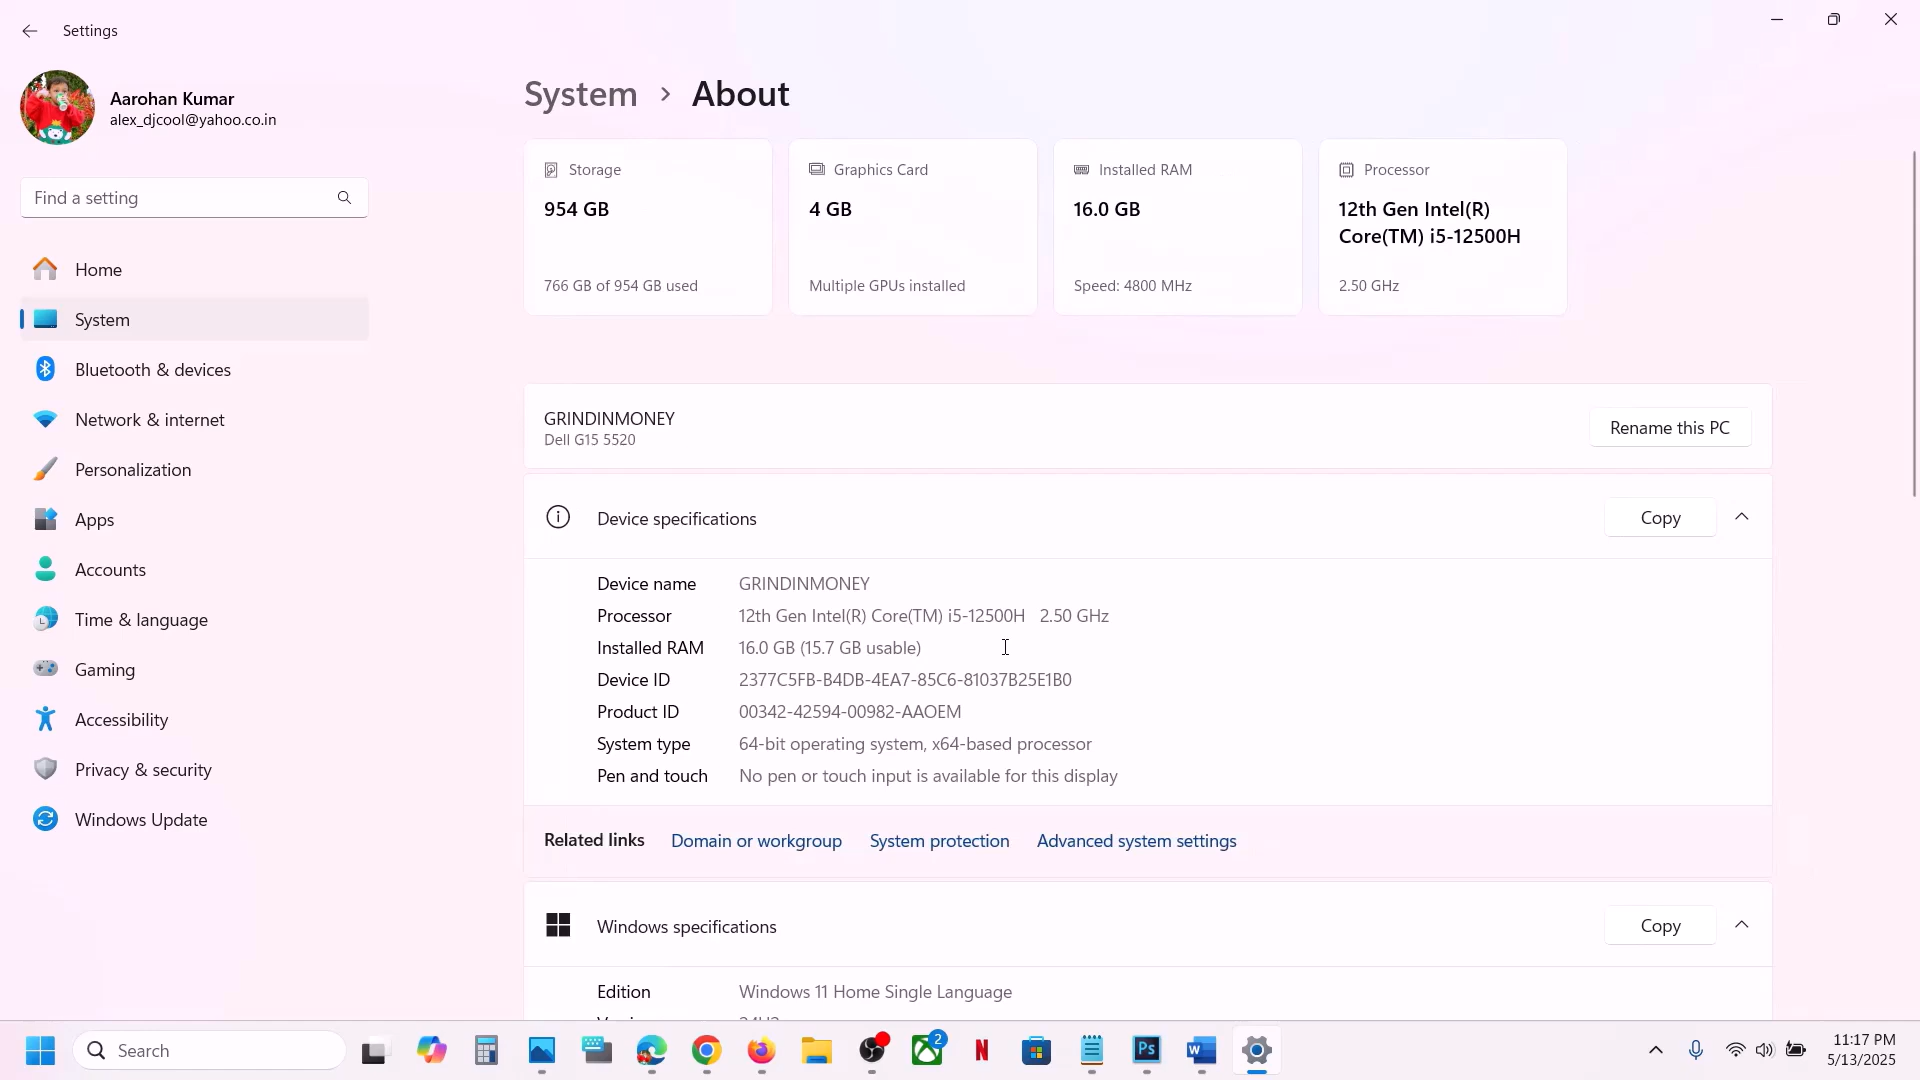 Settings
Aarohan Kumar
alex_djcool@yahoo.co.in
Find a setting
Home
System
Bluetooth & devices
Network & internet
Personalization
Apps
Accounts
Time & language
Gaming
Accessibility
Privacy & security
Windows Update
System > About
Storage
954 GB
766 GB of 954 GB used
Graphics Card
4 GB
Multiple GPUs installed
Installed RAM
16.0 GB
Speed: 4800 MHz
Processor
12th Gen Intel(R)
Core(TM) i5-12500H
2.50 GHz
GRINDINMONEY
Dell G15 5520
Rename this PC
Device specifications
Copy
Device name GRINDINMONEY
Processor 12th Gen Intel(R) Core(TM) i5-12500H 2.50 GHz
Installed RAM 16.0 GB (15.7 GB usable)
Device ID 2377C5FB-B4DB-4EA7-85C6-81037B25E1B0
Product ID 00342-42594-00982-AAOEM
System type 64-bit operating system, x64-based processor
Pen and touch No pen or touch input is available for this display
Related links Domain or workgroup System protection Advanced system settings
Windows specifications
Copy
Edition Windows 11 Home Single Language
Search
2
N
Ps
W
11:17 PM
5/13/2025